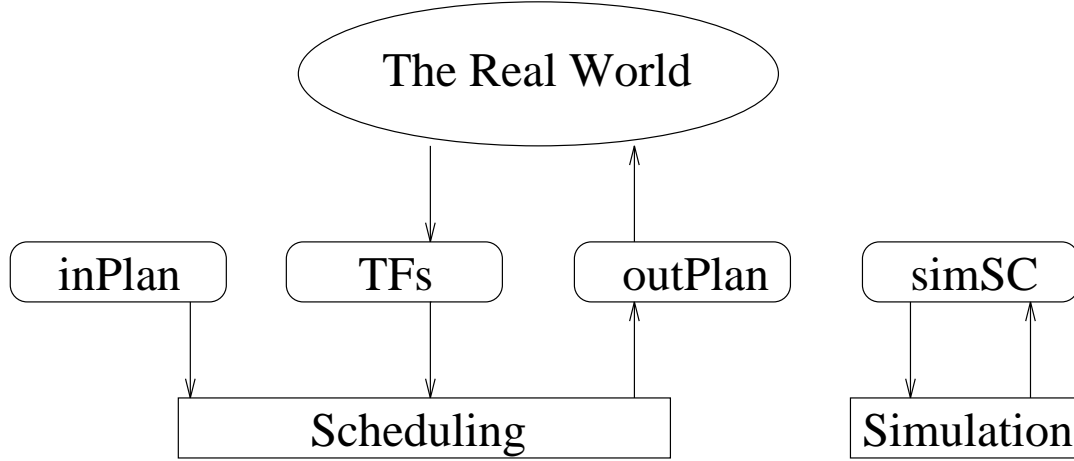 The Real World
inPlan
TFs
outPlan
simSC
Scheduling
Simulation